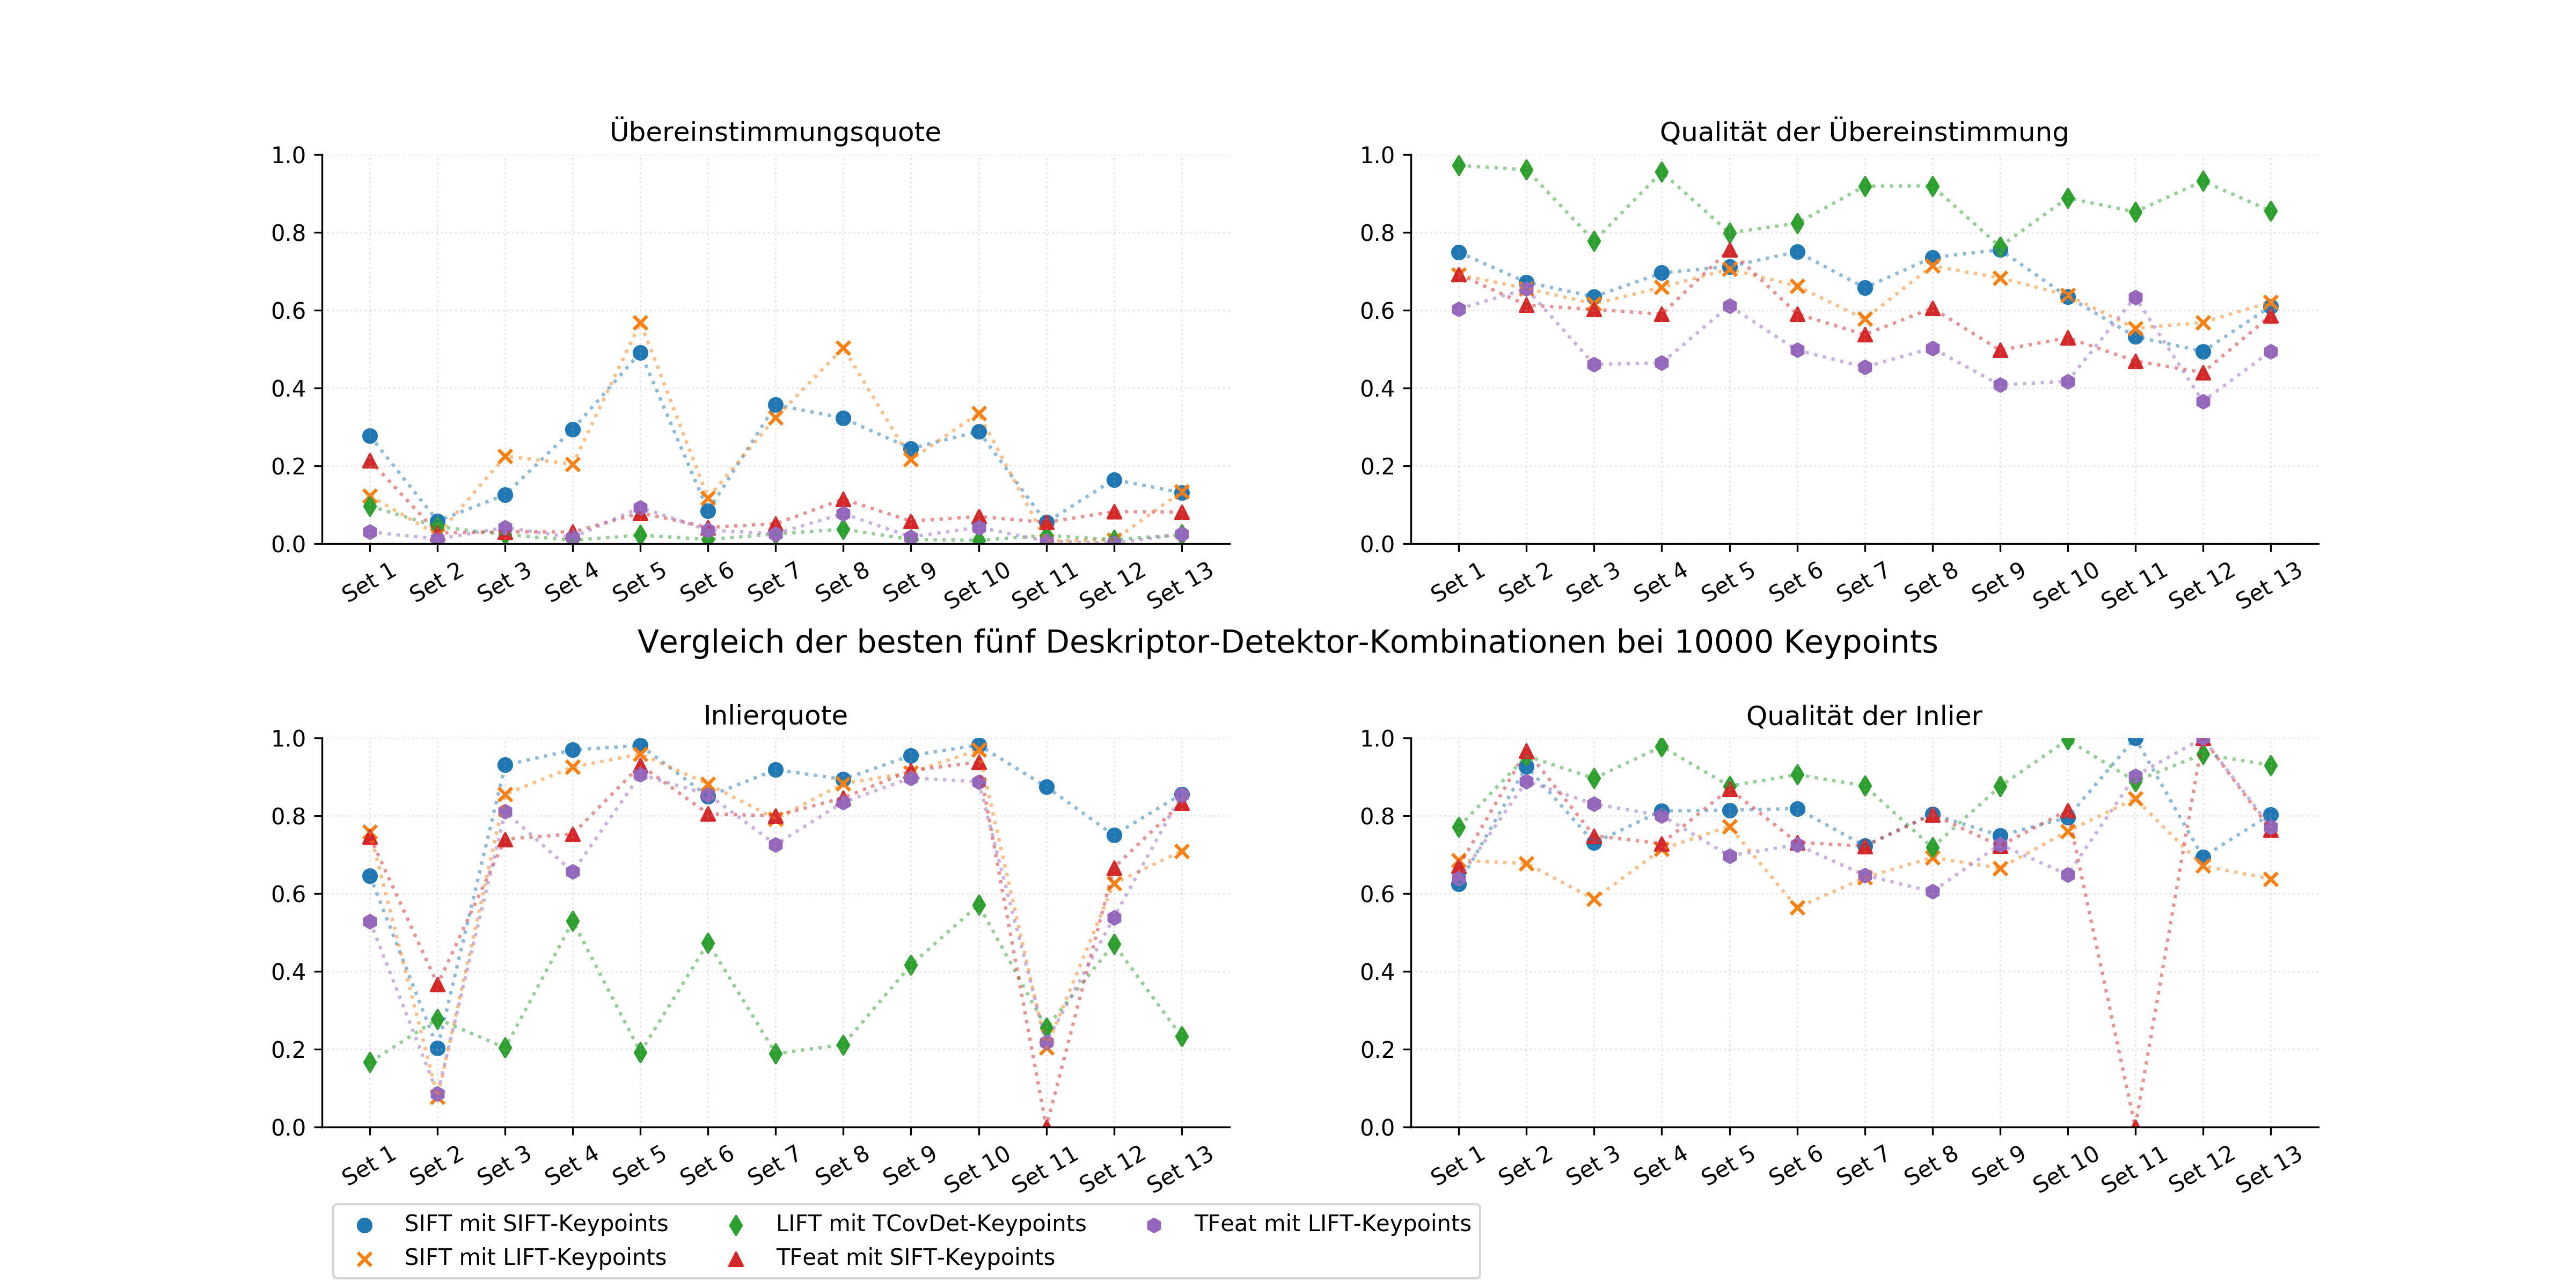 Übereinstimmungsquote
1.0
0.8
0.6
0.4
0.2
0.0
Set 1 Set 2 Set 3 Set 4 Set 5 Set 6 Set 7 Set 8 Set 9 Set 10 Set 11 Set 12 Set 13
Qualität der Übereinstimmung
1.0
0.8
0.6
0.4
0.2
0.0
Set 1 Set 2 Set 3 Set 4 Set 5 Set 6 Set 7 Set 8 Set 9 Set 10 Set 11 Set 12 Set 13
Vergleich der besten fünf Deskriptor-Detektor-Kombinationen bei 10000 Keypoints
Inlierquote
1.0
0.8
0.6
0.4
0.2
0.0
Set 1 Set 2 Set 3 Set 4 Set 5 Set 6 Set 7 Set 8 Set 9 Set 10 Set 11 Set 12 Set 13
Qualität der Inlier
1.0
0.8
0.6
0.4
0.2
0.0
Set 1 Set 2 Set 3 Set 4 Set 5 Set 6 Set 7 Set 8 Set 9 Set 10 Set 11 Set 12 Set 13
SIFT mit SIFT-Keypoints
SIFT mit LIFT-Keypoints
LIFT mit TCovDet-Keypoints
TFeat mit SIFT-Keypoints
TFeat mit LIFT-Keypoints